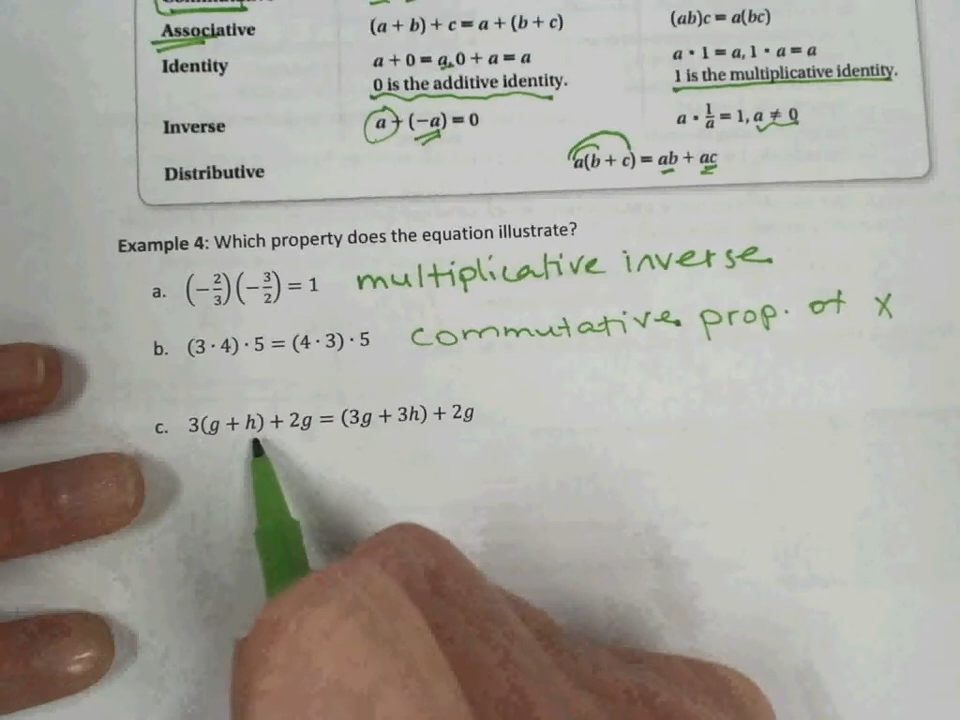 Associative (a + b) + c = a + (b + c) (ab)c = a(bc)
Identity a + 0 = a, 0 + a = a a · 1 = a, 1 · a = a
0 is the additive identity. 1 is the multiplicative identity.
Inverse a + (−a) = 0 a · 1/a = 1, a ≠ 0
Distributive a(b + c) = ab + ac
Example 4: Which property does the equation illustrate?
a. (−2/3)(−3/2) = 1 multiplicative inverse
b. (3 · 4) · 5 = (4 · 3) · 5 commutative prop. of x
c. 3(g + h) + 2g = (3g + 3h) + 2g